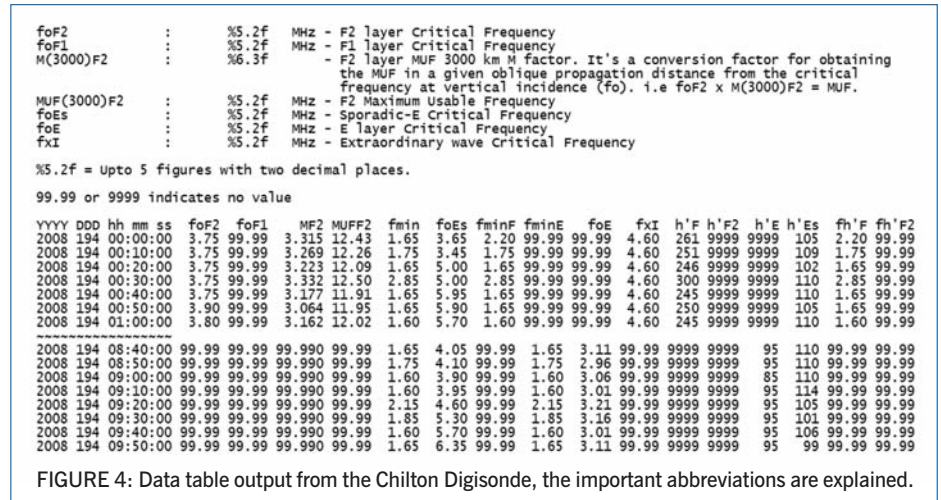 foF2 : %5.2f MHz - F2 layer Critical Frequency
foF1 : %5.2f MHz - F1 layer Critical Frequency
M(3000)F2 : %6.3f - F2 layer MUF 3000 km M factor. It's a conversion factor for obtaining
the MUF in a given oblique propagation distance from the critical
frequency at vertical incidence (fo). i.e foF2 x M(3000)F2 = MUF.
MUF(3000)F2 : %5.2f MHz - F2 Maximum Usable Frequency
foEs : %5.2f MHz - Sporadic-E Critical Frequency
foE : %5.2f MHz - E layer Critical Frequency
fxI : %5.2f MHz - Extraordinary wave Critical Frequency
%5.2f = Upto 5 figures with two decimal places.
99.99 or 9999 indicates no value
YYYY DDD hh mm ss foF2 foF1 MF2 MUFF2 fmin foEs fminF fminE foE fxI h'F h'F2 h'E h'Es fh'F fh'F2
2008 194 00:00:00 3.75 99.99 3.315 12.43 1.65 3.65 2.20 99.99 99.99 4.60 261 9999 9999 105 2.20 99.99
2008 194 00:10:00 3.75 99.99 3.269 12.26 1.75 3.45 1.75 99.99 99.99 4.60 251 9999 9999 109 1.75 99.99
2008 194 00:20:00 3.75 99.99 3.223 12.09 1.65 5.00 1.65 99.99 99.99 4.60 246 9999 9999 102 1.65 99.99
2008 194 00:30:00 3.75 99.99 3.332 12.50 2.85 5.00 2.85 99.99 99.99 4.60 300 9999 9999 110 2.85 99.99
2008 194 00:40:00 3.75 99.99 3.177 11.91 1.65 5.95 1.65 99.99 99.99 4.60 245 9999 9999 110 1.65 99.99
2008 194 00:50:00 3.90 99.99 3.064 11.95 1.65 5.90 1.65 99.99 99.99 4.60 250 9999 9999 105 1.65 99.99
2008 194 01:00:00 3.80 99.99 3.162 12.02 1.60 5.70 1.60 99.99 99.99 4.60 245 9999 9999 110 1.60 99.99
~~~~~~~~~~~~~~~~~
2008 194 08:40:00 99.99 99.99 99.990 99.99 1.65 4.05 99.99 1.65 3.11 99.99 9999 9999 95 110 99.99 99.99
2008 194 08:50:00 99.99 99.99 99.990 99.99 1.75 4.10 99.99 1.75 2.96 99.99 9999 9999 95 110 99.99 99.99
2008 194 09:00:00 99.99 99.99 99.990 99.99 1.60 3.90 99.99 1.60 3.06 99.99 9999 9999 85 110 99.99 99.99
2008 194 09:10:00 99.99 99.99 99.990 99.99 1.60 3.95 99.99 1.60 3.01 99.99 9999 9999 95 114 99.99 99.99
2008 194 09:20:00 99.99 99.99 99.990 99.99 2.15 4.60 99.99 2.15 3.21 99.99 9999 9999 95 105 99.99 99.99
2008 194 09:30:00 99.99 99.99 99.990 99.99 1.85 5.30 99.99 1.85 3.16 99.99 9999 9999 95 101 99.99 99.99
2008 194 09:40:00 99.99 99.99 99.990 99.99 1.60 5.70 99.99 1.60 3.01 99.99 9999 9999 95 106 99.99 99.99
2008 194 09:50:00 99.99 99.99 99.990 99.99 1.65 6.35 99.99 1.65 3.11 99.99 9999 9999 95 99 99.99 99.99
FIGURE 4: Data table output from the Chilton Digisonde, the important abbreviations are explained.